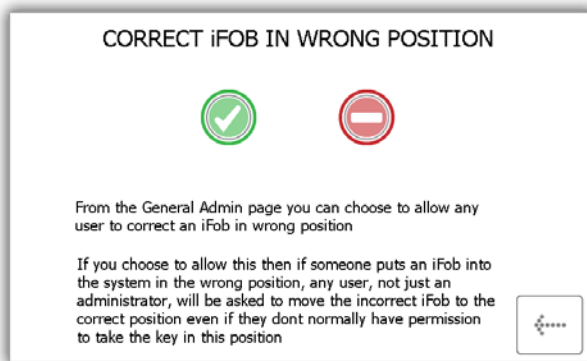 CORRECT iFOB IN WRONG POSITION
From the General Admin page you can choose to allow any
user to correct an iFob in wrong position
If you choose to allow this then if someone puts an iFob into
the system in the wrong position, any user, not just an
administrator, will be asked to move the incorrect iFob to the
correct position even if they dont normally have permission
to take the key in this position